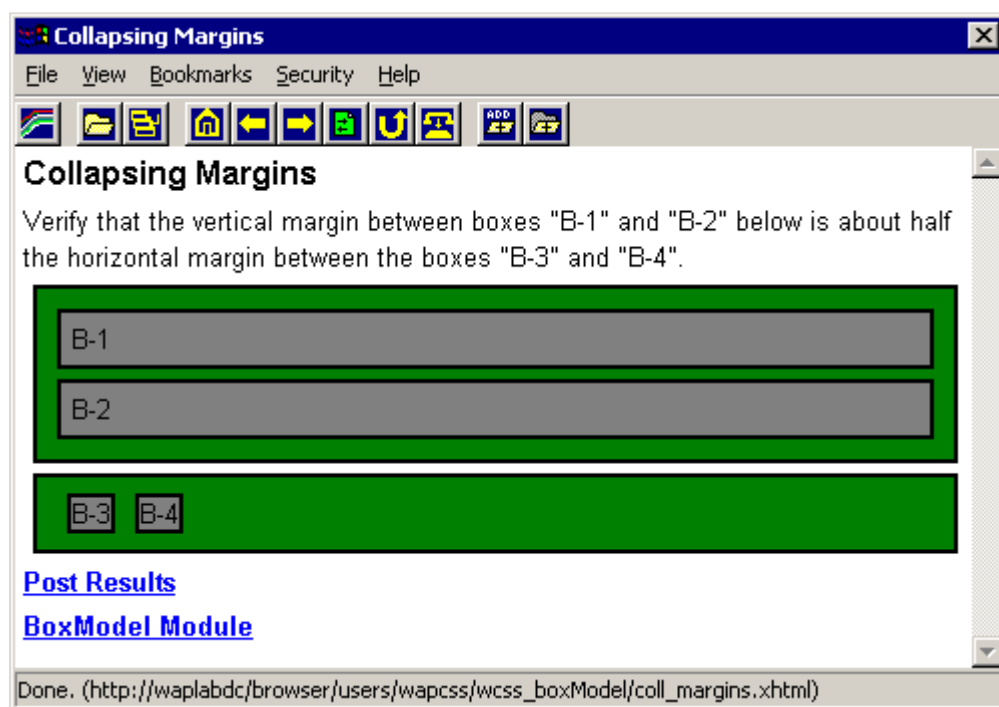 Collapsing Margins
File View Bookmarks Security Help
ADD
Collapsing Margins
Verify that the vertical margin between boxes "B-1" and "B-2" below is about half
the horizontal margin between the boxes "B-3" and "B-4".
B-1
B-2
B-3 B-4
Post Results
BoxModel Module
Done. (http://waplabdc/browser/users/wapcss/wcss_boxModel/coll_margins.xhtml)